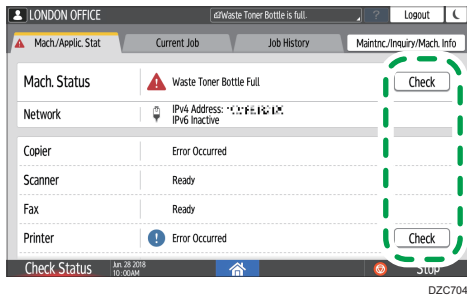 LONDON OFFICE
Waste Toner Bottle is full.
?
Logout
Mach./Applic. Stat
Current Job
Job History
Maintnc./Inquiry/Mach. Info
Mach. Status
Waste Toner Bottle Full
Check
Network
IPv4 Address:
IPv6 Inactive
Copier
Error Occurred
Scanner
Ready
Fax
Ready
Printer
Error Occurred
Check
Check Status
Jun. 28 2018
10:00AM
Stop
DZC704